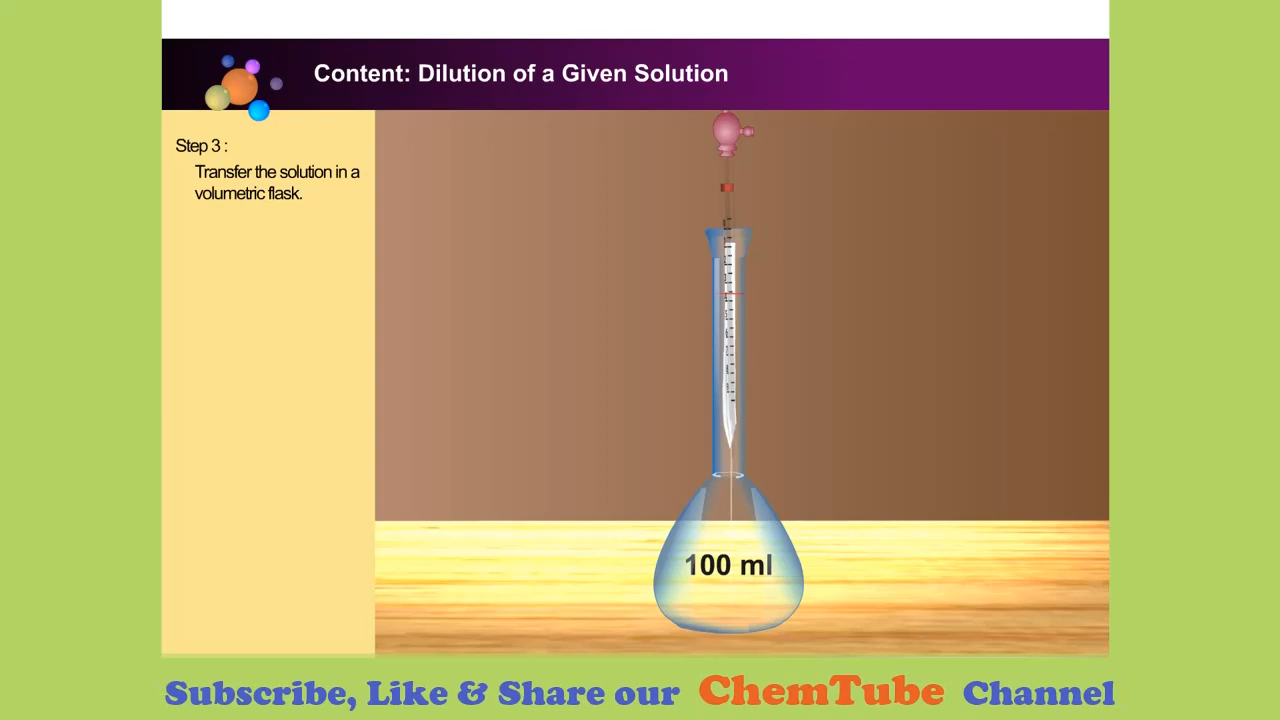 Content: Dilution of a Given Solution
Step 3 :
Transfer the solution in a
volumetric flask.
100 ml
Subscribe, Like & Share our ChemTube Channel